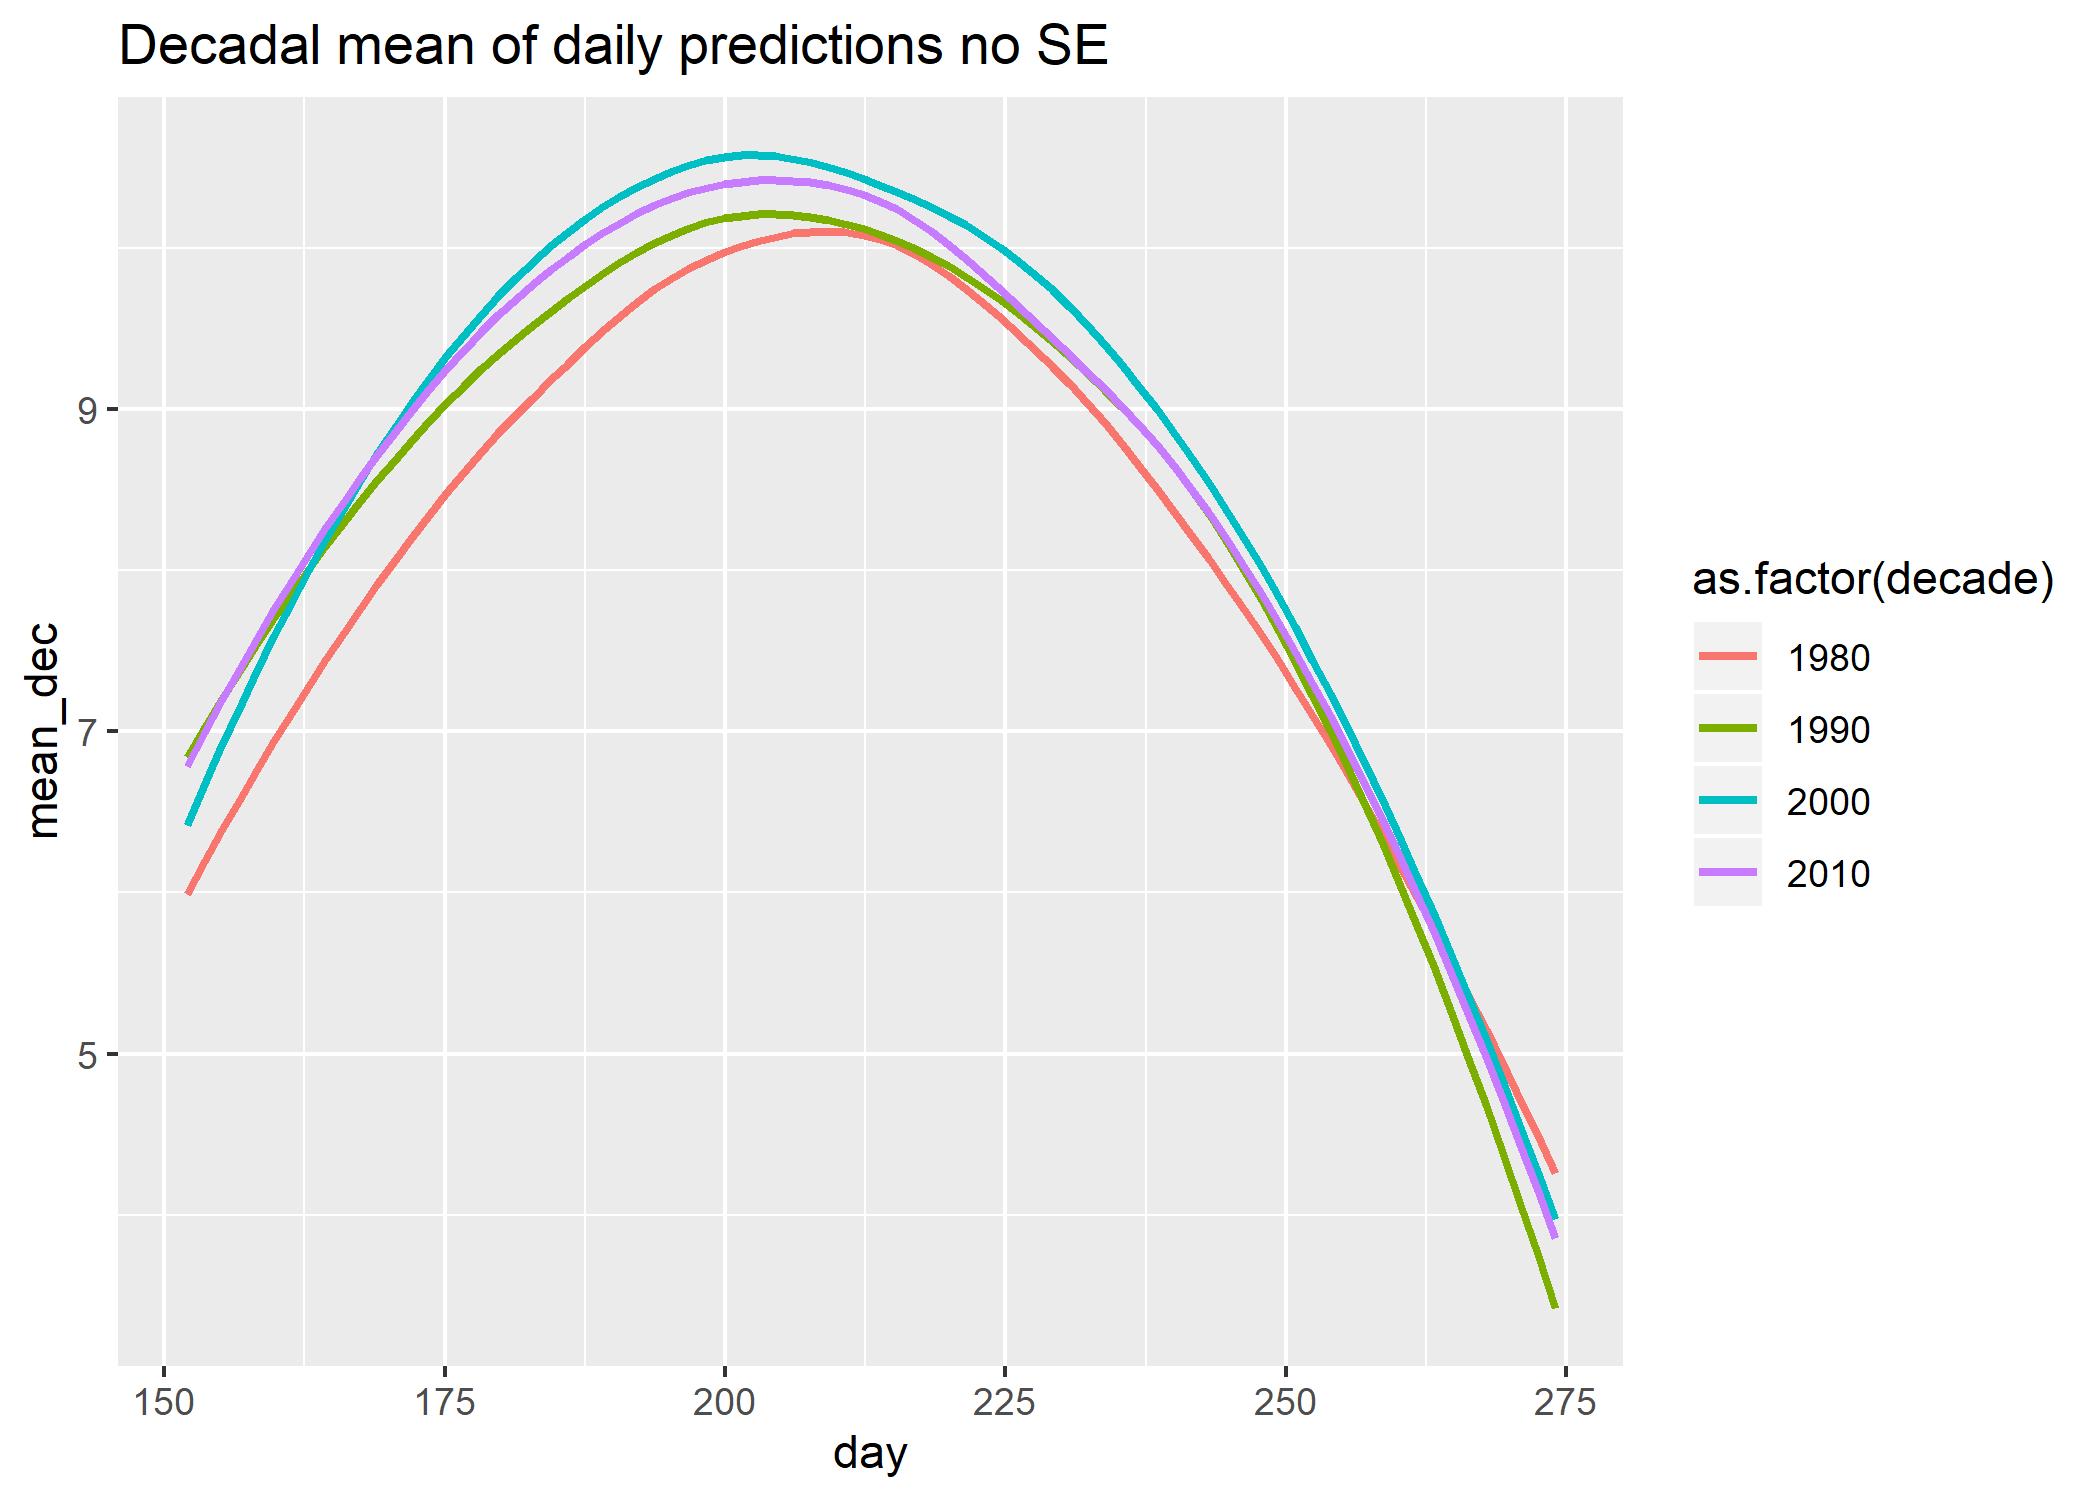 Decadal mean of daily predictions no SE
mean_dec
9
7
5
150 175 200 225 250 275
day
as.factor(decade)
1980
1990
2000
2010